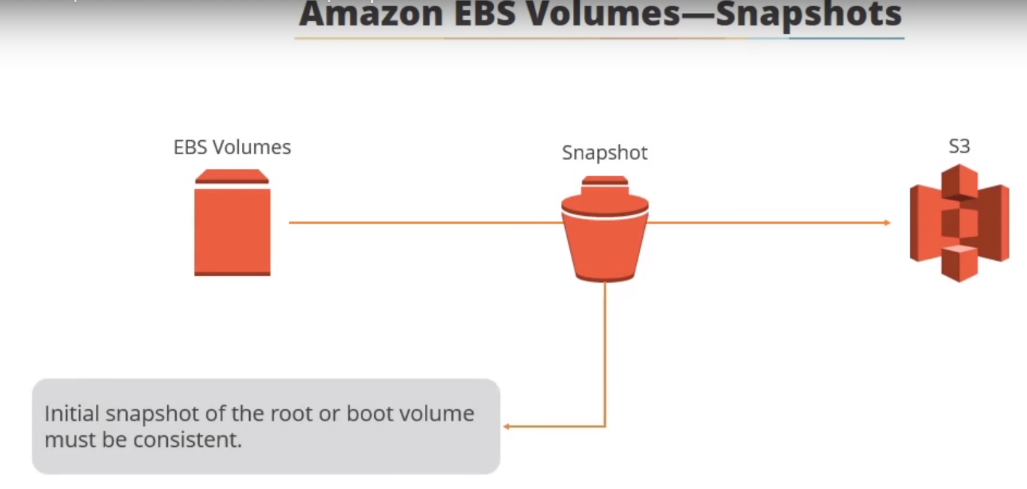 Amazon EBS Volumes—Snapshots
EBS Volumes
Snapshot
S3
Initial snapshot of the root or boot volume
must be consistent.